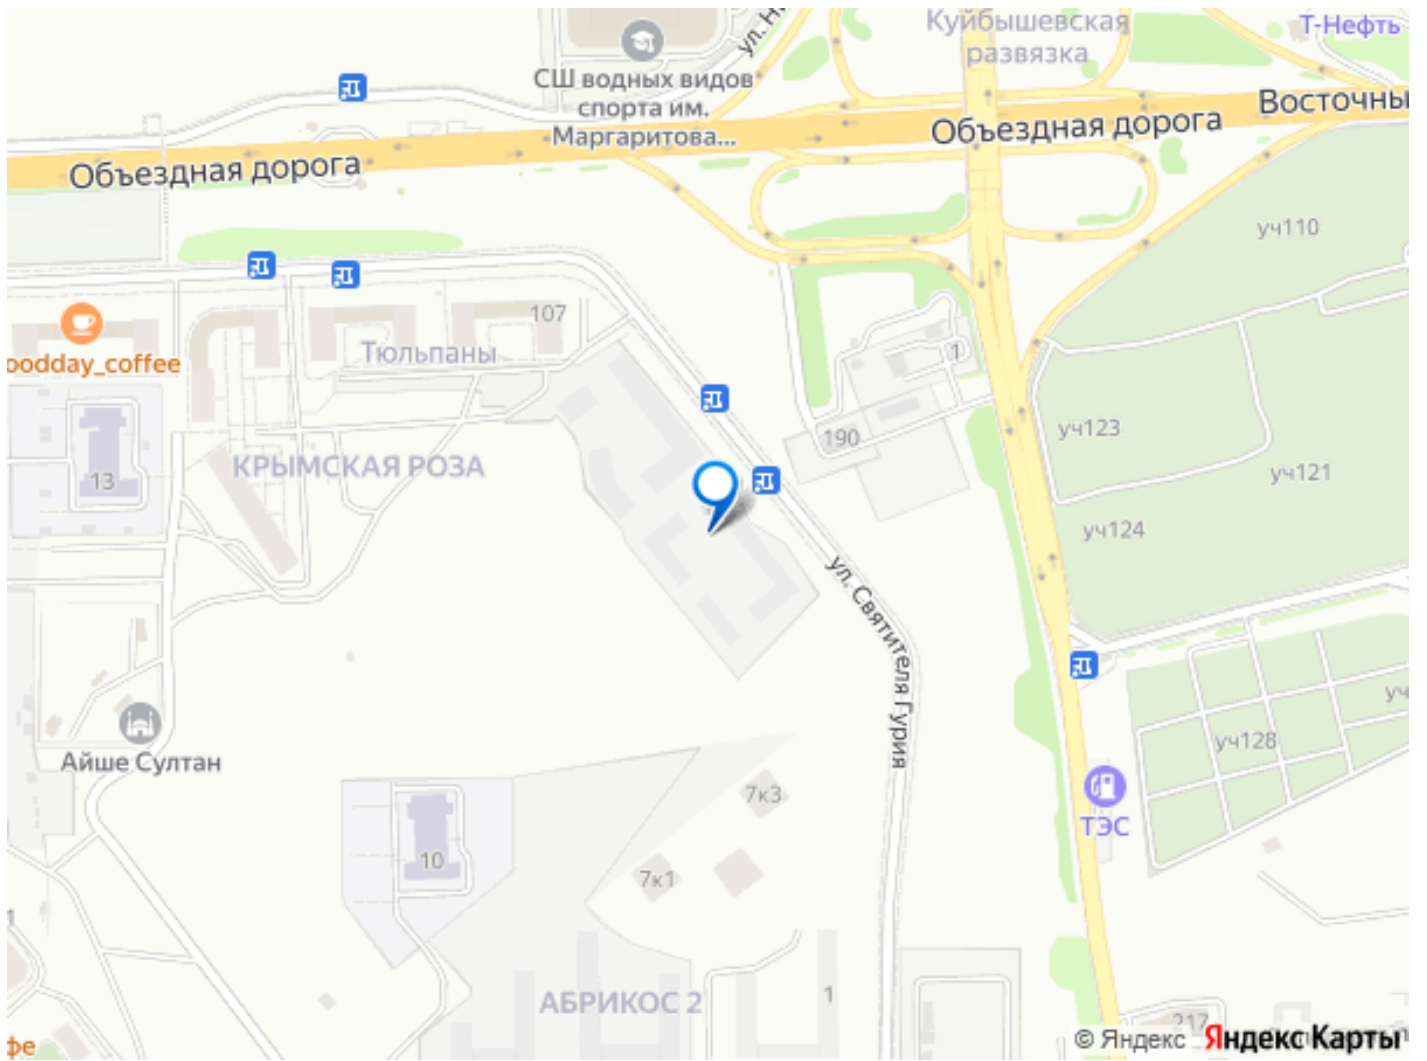 Куйбышевская
развязка
Т-Нефть
СШ водных видов
спорта им.
Маргаритова...
Объездная дорога
Объездная дорога
Восточны
уч110
107
Тюльпаны
oodday_coffee
1
190
уч123
КРЫМСКАЯ РОЗА
13
уч121
уч124
ул. Святителя Гурия
Айше Султан
уч128
7к3
ТЭС
10
7к1
АБРИКОС 2
1
217
фе
© Яндекс Яндекс Карты